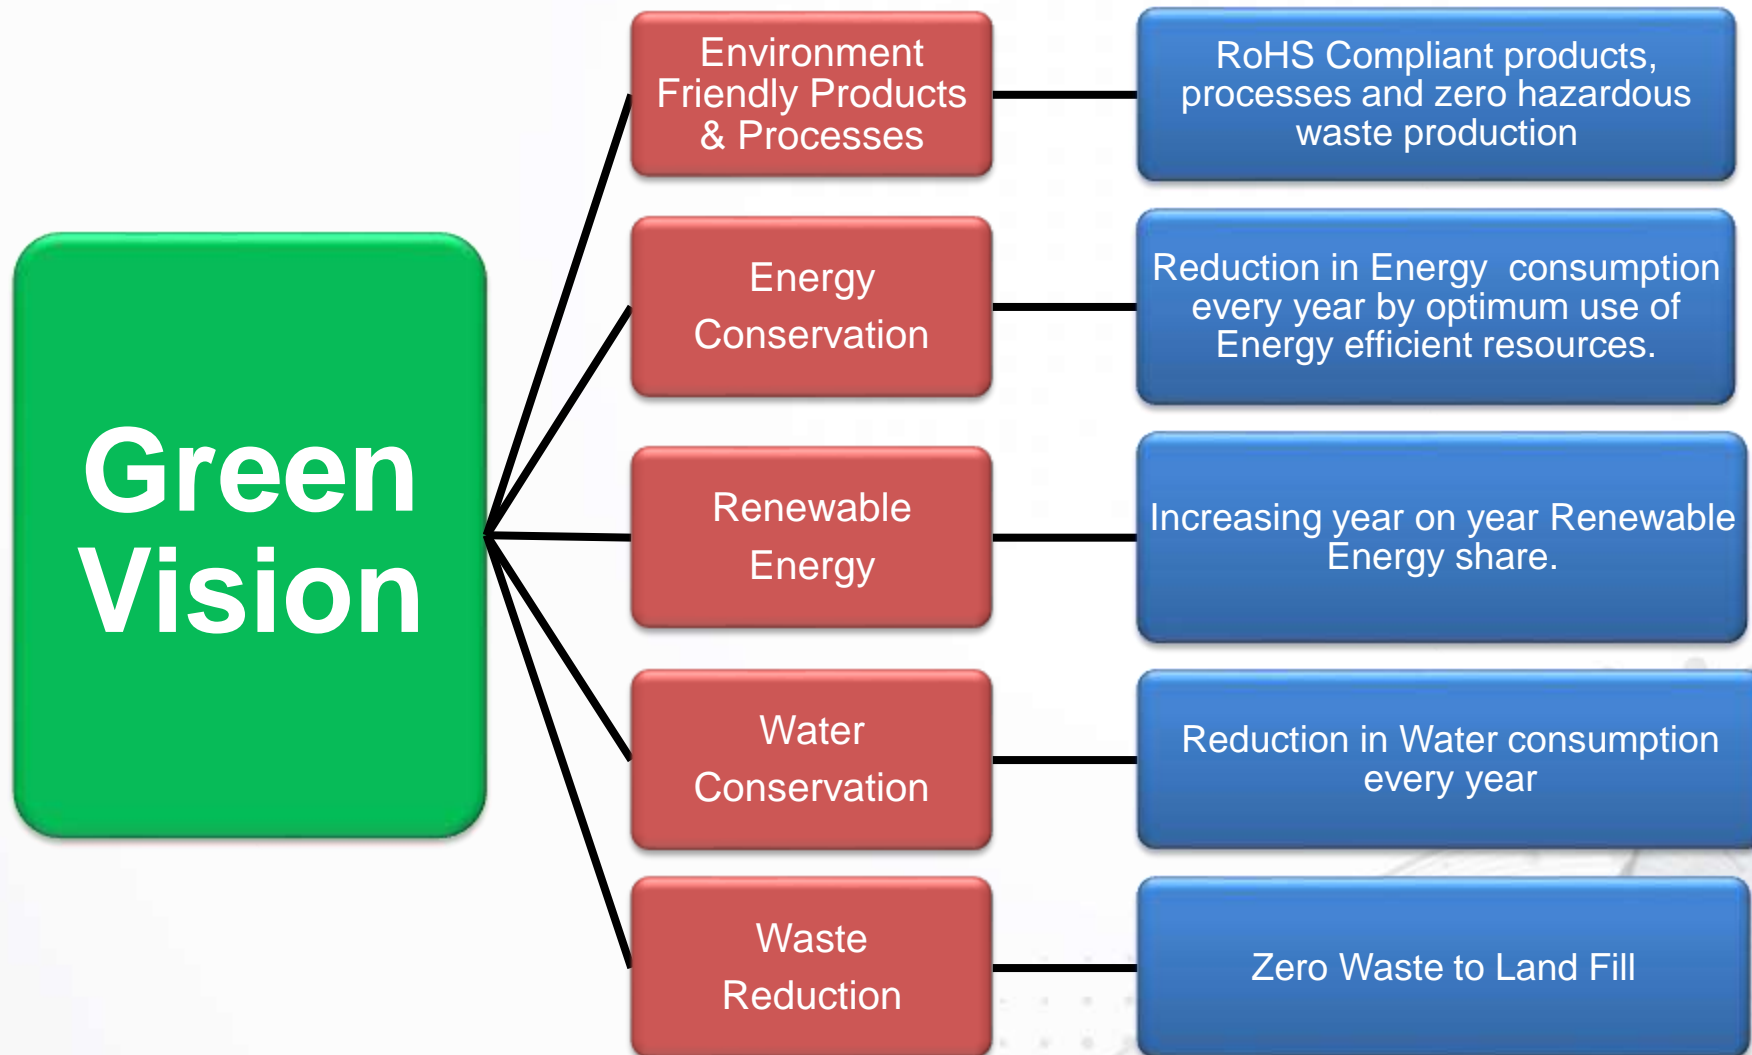 Green
Vision
Environment
Friendly Products
& Processes
RoHS Compliant products,
processes and zero hazardous
waste production
Energy
Conservation
Reduction in Energy  consumption
every year by optimum use of
Energy efficient resources.
Renewable
Energy
Increasing year on year Renewable
Energy share.
Water
Conservation
Reduction in Water consumption
every year
Waste
Reduction
Zero Waste to Land Fill